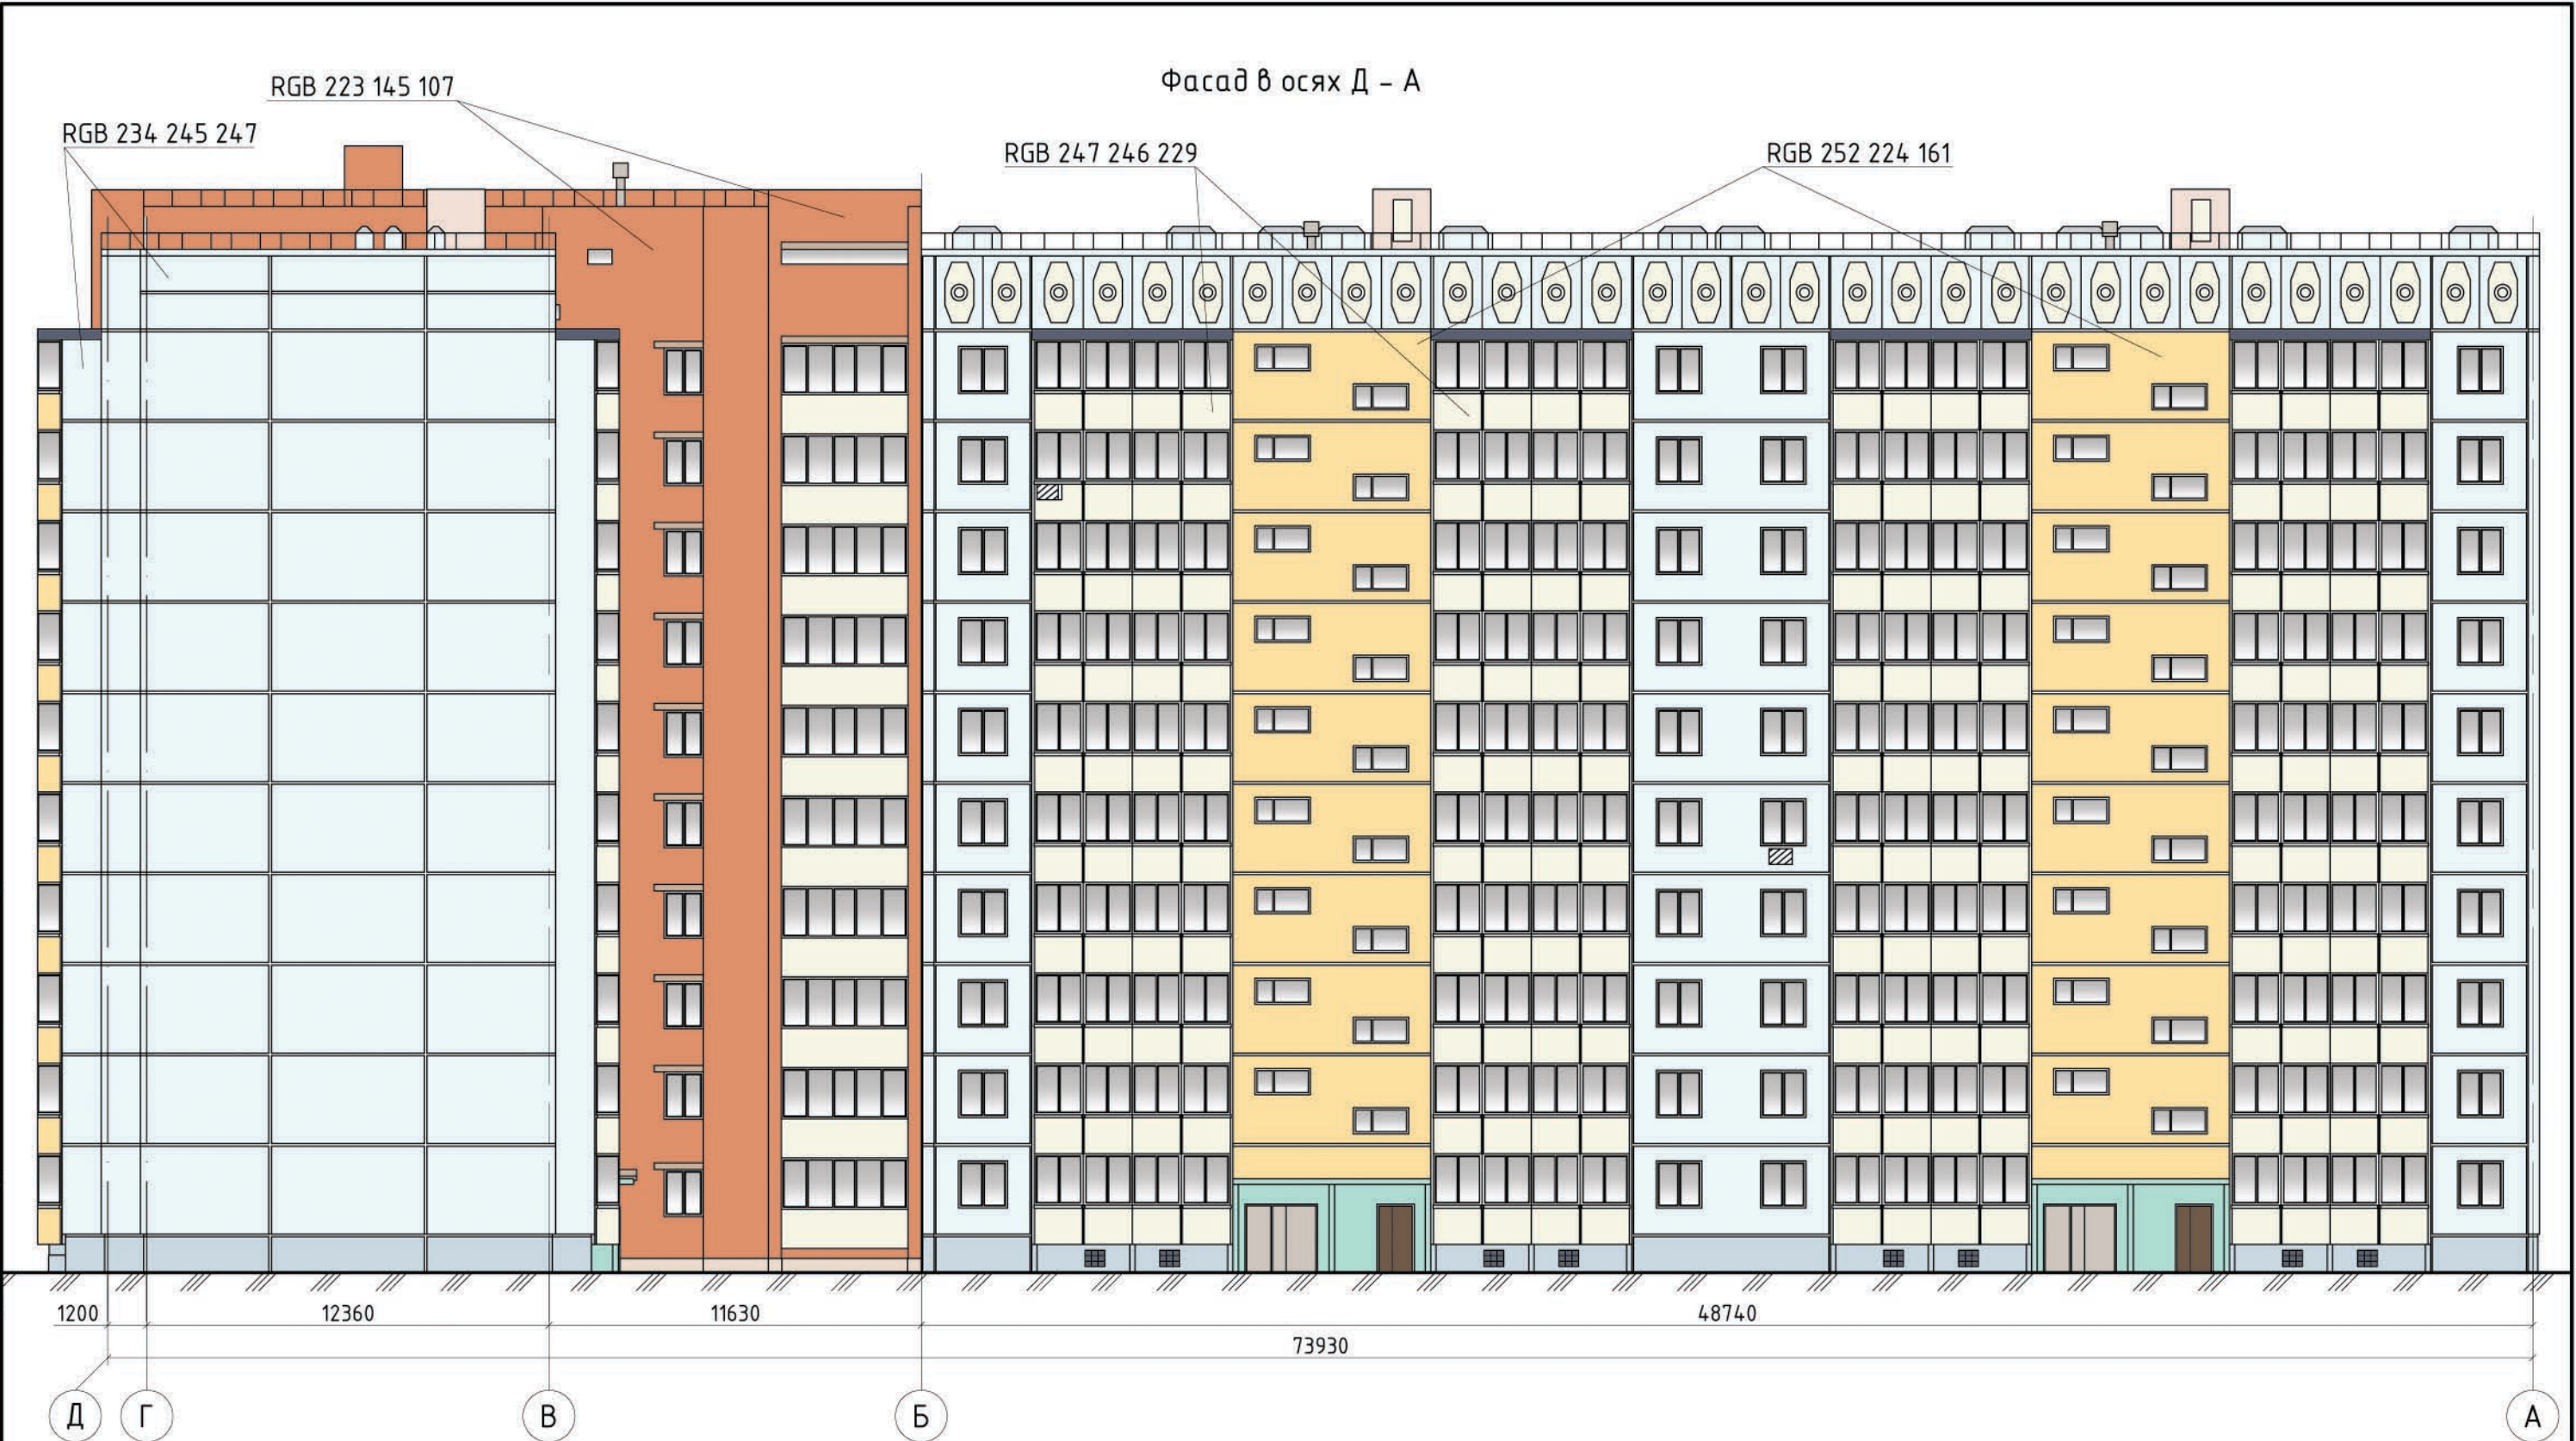 Фасад в осях Д - А
RGB 223 145 107
RGB 234 245 247
RGB 247 246 229
RGB 252 224 161
1200
12360
11630
48740
73930
Д
Г
В
Б
А